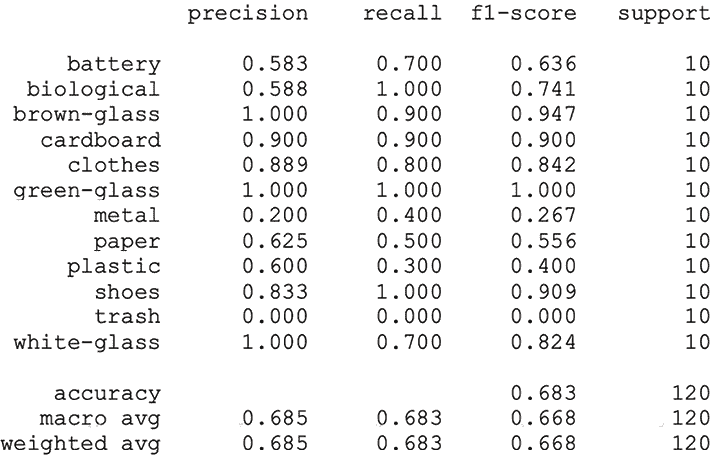 precision recall f1-score support
battery 0.583 0.700 0.636 10
biological 0.588 1.000 0.741 10
brown-glass 1.000 0.900 0.947 10
cardboard 0.900 0.900 0.900 10
clothes 0.889 0.800 0.842 10
green-glass 1.000 1.000 1.000 10
metal 0.200 0.400 0.267 10
paper 0.625 0.500 0.556 10
plastic 0.600 0.300 0.400 10
shoes 0.833 1.000 0.909 10
trash 0.000 0.000 0.000 10
white-glass 1.000 0.700 0.824 10
accuracy 0.683 120
macro avg 0.685 0.683 0.668 120
weighted avg 0.685 0.683 0.668 120